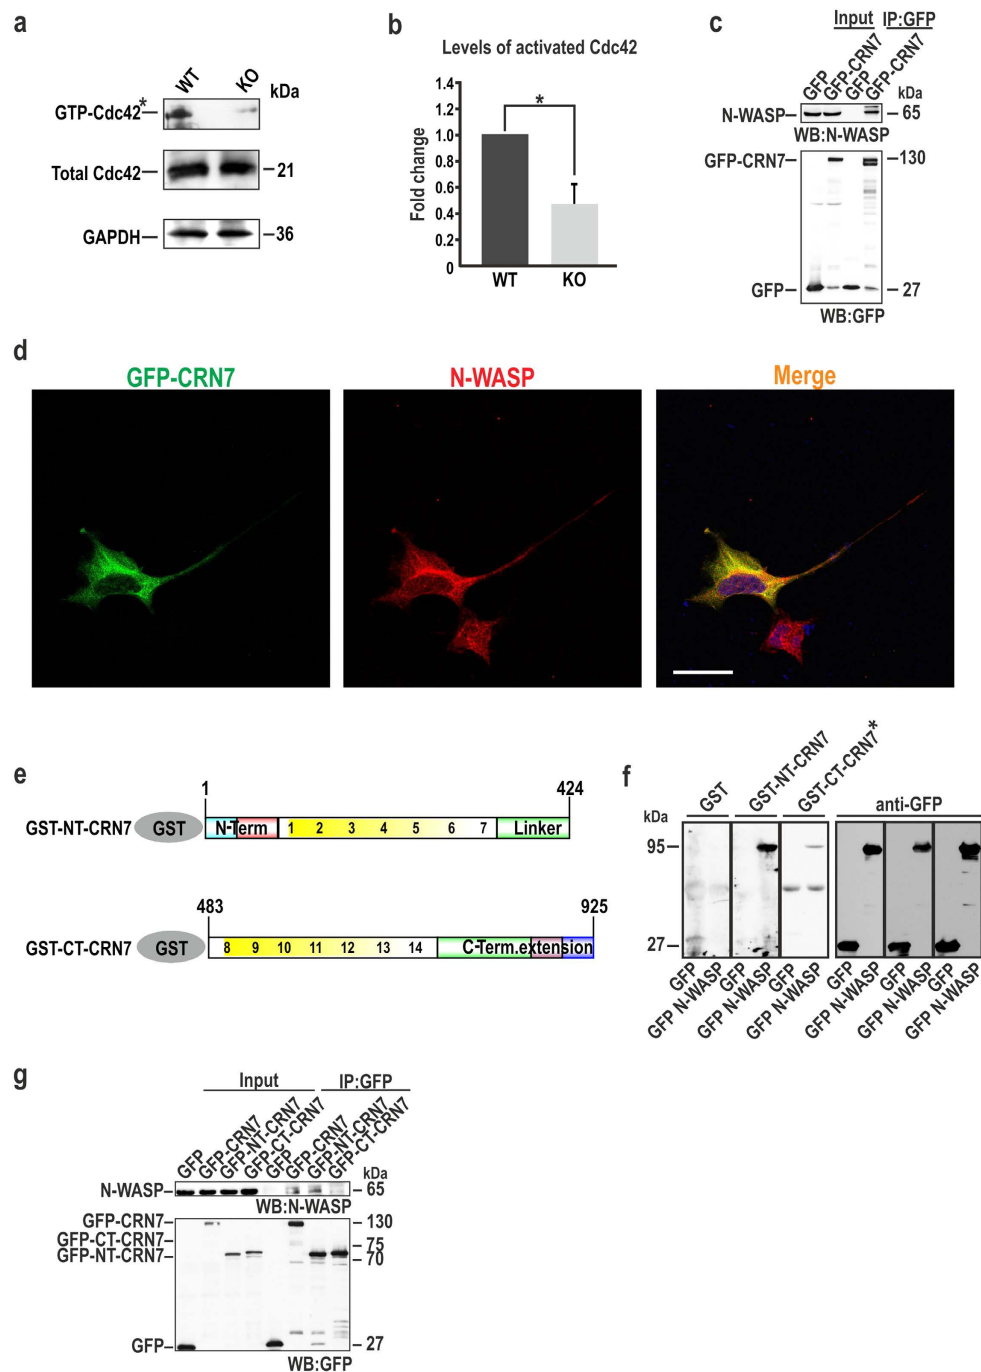 a
WT KO
kDa
GTP-Cdc42*
Total Cdc42
21
GAPDH
36
b
Levels of activated Cdc42
Fold change
1.4
1.2
1.0
0.8
0.6
0.4
0.2
0
*
WT KO
c
Input IP:GFP
GFP GFP-CRN7 GFP GFP-CRN7
kDa
N-WASP 65
WB:N-WASP
GFP-CRN7 130
GFP 27
WB:GFP
d
GFP-CRN7 N-WASP Merge
e
1 424
GST-NT-CRN7 GST N-Term 1 2 3 4 5 6 7 Linker
483 925
GST-CT-CRN7 GST 8 9 10 11 12 13 14 C-Term.extension
f
GST GST-NT-CRN7 GST-CT-CRN7* anti-GFP
kDa
95
27
GFP GFP N-WASP GFP GFP N-WASP GFP GFP N-WASP GFP GFP N-WASP GFP GFP N-WASP GFP GFP N-WASP
g
Input IP:GFP
GFP GFP-CRN7 GFP-NT-CRN7 GFP-CT-CRN7 GFP GFP-CRN7 GFP-NT-CRN7 GFP-CT-CRN7
kDa
N-WASP 65
WB:N-WASP
GFP-CRN7 130
GFP-CT-CRN7 75
GFP-NT-CRN7 70
GFP 27
WB:GFP